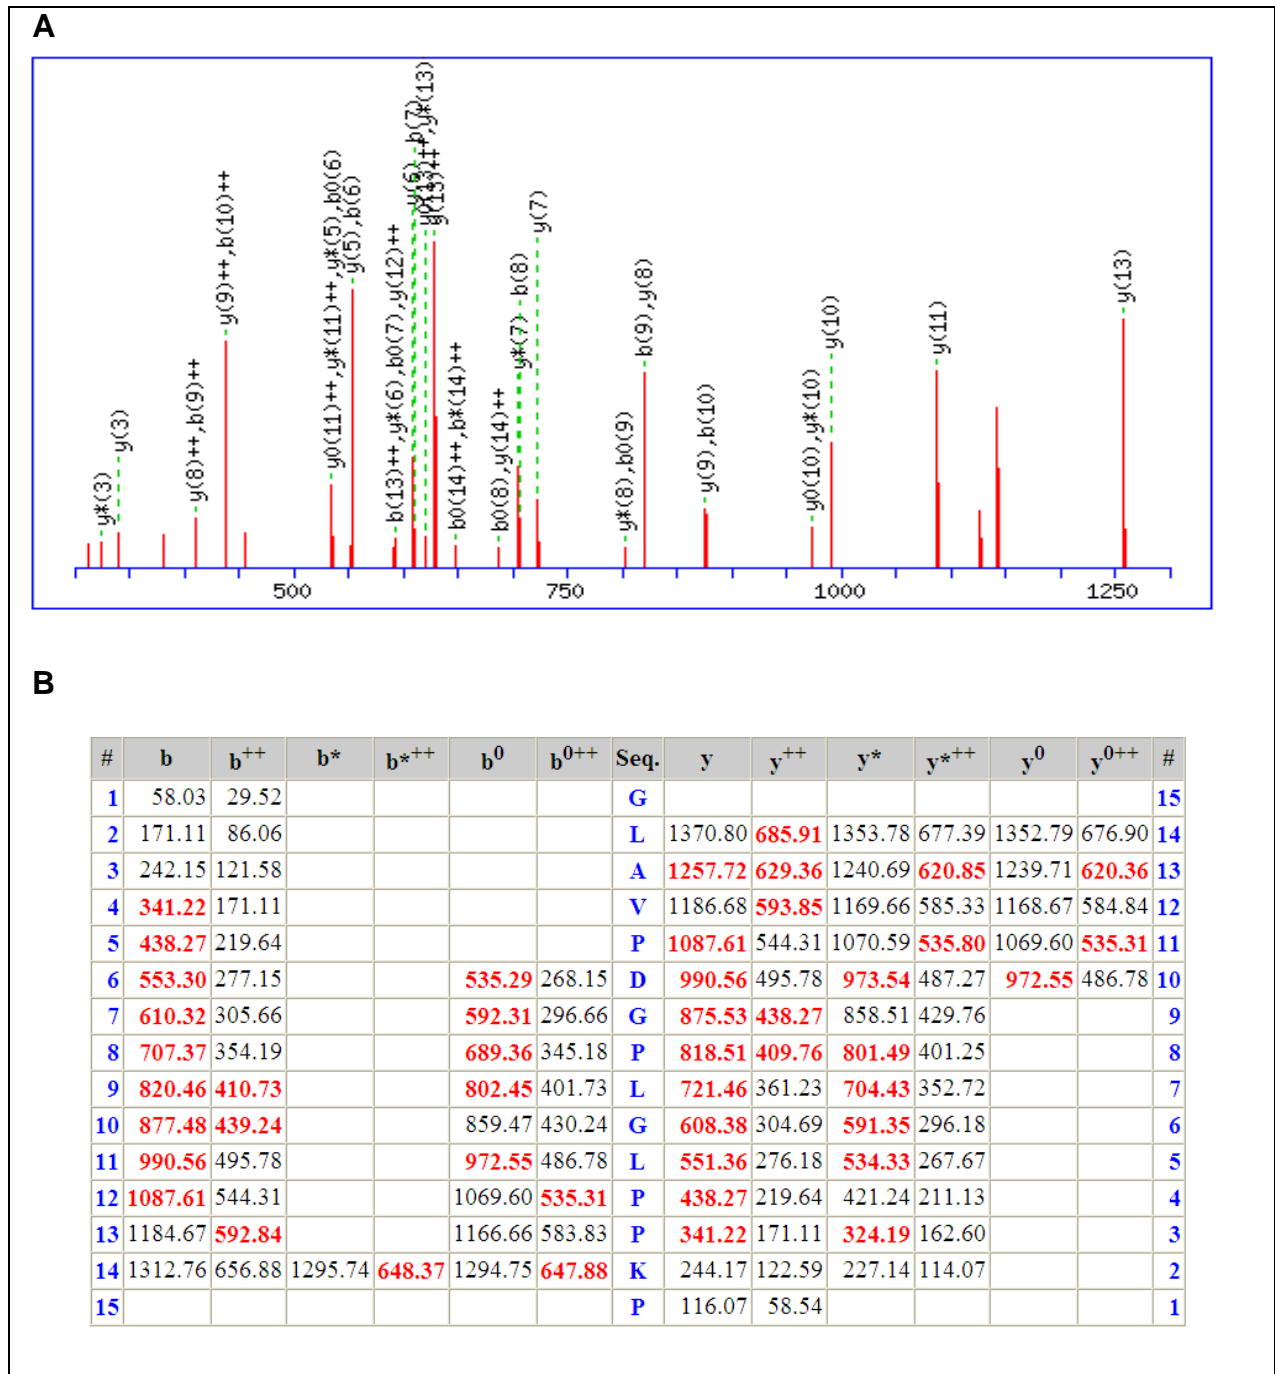 A
y*(3)
y(3)
y(8)++,b(9)++
y(9)++,b(10)++
y0(11)++,y*(11)++,y*(5),b0(6)
y(5),b(6)
b(13)++,y*(6),b0(7),y(12)++
y(6)
b(7)
y0(13)++,y*(13)++
y(13)++
b0(14)++,b*(14)++
b0(8),y(14)++
y*(7)
b(8)
y(7)
y*(8),b0(9)
b(9),y(8)
y(9),b(10)
y0(10),y*(10)
y(10)
y(11)
y(13)
500 750 1000 1250
B
# b b++ b* b*++ b0 b0++ Seq. y y++ y* y*++ y0 y0++ #
1 58.03 29.52 G 15
2 171.11 86.06 L 1370.80 685.91 1353.78 677.39 1352.79 676.90 14
3 242.15 121.58 A 1257.72 629.36 1240.69 620.85 1239.71 620.36 13
4 341.22 171.11 V 1186.68 593.85 1169.66 585.33 1168.67 584.84 12
5 438.27 219.64 P 1087.61 544.31 1070.59 535.80 1069.60 535.31 11
6 553.30 277.15 535.29 268.15 D 990.56 495.78 973.54 487.27 972.55 486.78 10
7 610.32 305.66 592.31 296.66 G 875.53 438.27 858.51 429.76 9
8 707.37 354.19 689.36 345.18 P 818.51 409.76 801.49 401.25 8
9 820.46 410.73 802.45 401.73 L 721.46 361.23 704.43 352.72 7
10 877.48 439.24 859.47 430.24 G 608.38 304.69 591.35 296.18 6
11 990.56 495.78 972.55 486.78 L 551.36 276.18 534.33 267.67 5
12 1087.61 544.31 1069.60 535.31 P 438.27 219.64 421.24 211.13 4
13 1184.67 592.84 1166.66 583.83 P 341.22 171.11 324.19 162.60 3
14 1312.76 656.88 1295.74 648.37 1294.75 647.88 K 244.17 122.59 227.14 114.07 2
15 P 116.07 58.54 1